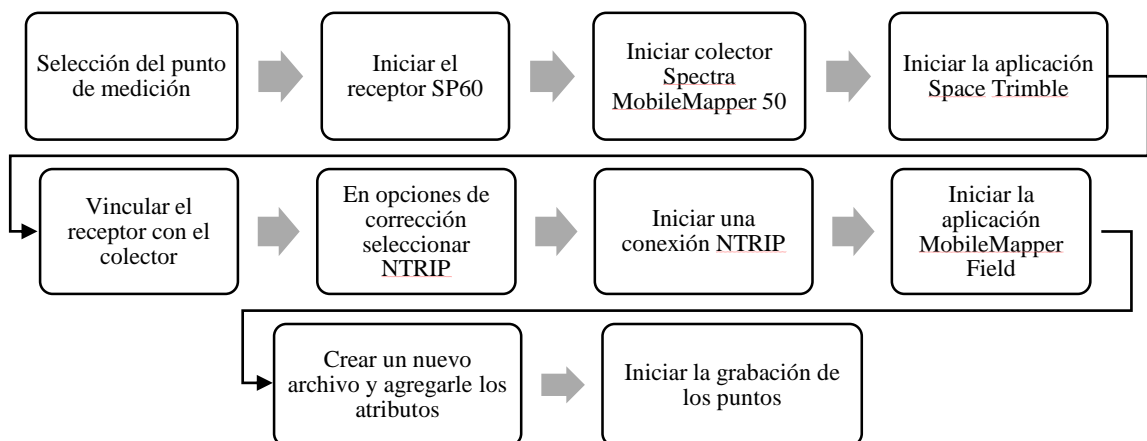 Selección del punto
de medición
Iniciar el
receptor SP60
Iniciar colector
Spectra
MobileMapper 50
Iniciar la aplicación
Space Trimble
Vincular el
receptor con el
colector
En opciones de
corrección
seleccionar
NTRIP
Iniciar una
conexión NTRIP
Iniciar la
aplicación
MobileMapper
Field
Crear un nuevo
archivo y agregarle los
atributos
Iniciar la grabación de
los puntos